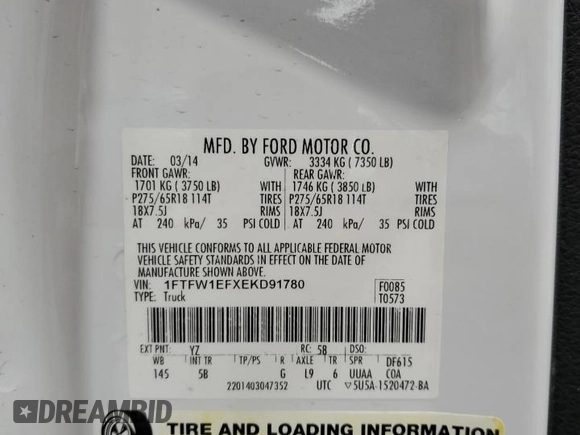 MFD. BY FORD MOTOR CO.
DATE: 03/14 GVWR: 3334 KG ( 7350 LB)
FRONT GAWR: REAR GAWR:
1701 KG ( 3750 LB) WITH 1746 KG ( 3850 LB) WITH
P275/65R18 114T TIRES P275/65R18 114T TIRES
18X7.5J RIMS 18X7.5J RIMS
AT 240 kPa/ 35 PSI COLD AT 240 kPa/ 35 PSI COLD
THIS VEHICLE CONFORMS TO ALL APPLICABLE FEDERAL MOTOR
VEHICLE SAFETY STANDARDS IN EFFECT ON THE DATE OF
MANUFACTURE SHOWN ABOVE.
VIN: 1FTFW1EFXEKD91780 F0085
TYPE: Truck T0573
EXT PNT: YZ RC: 58 DSO:
WB INT TR TP/PS R AXLE TR SPR DF615
145 5B G L9 6 UUAA COA
2201403047352 UTC 5USA-1520472-BA
DREAMBID
TIRE AND LOADING INFORMATION